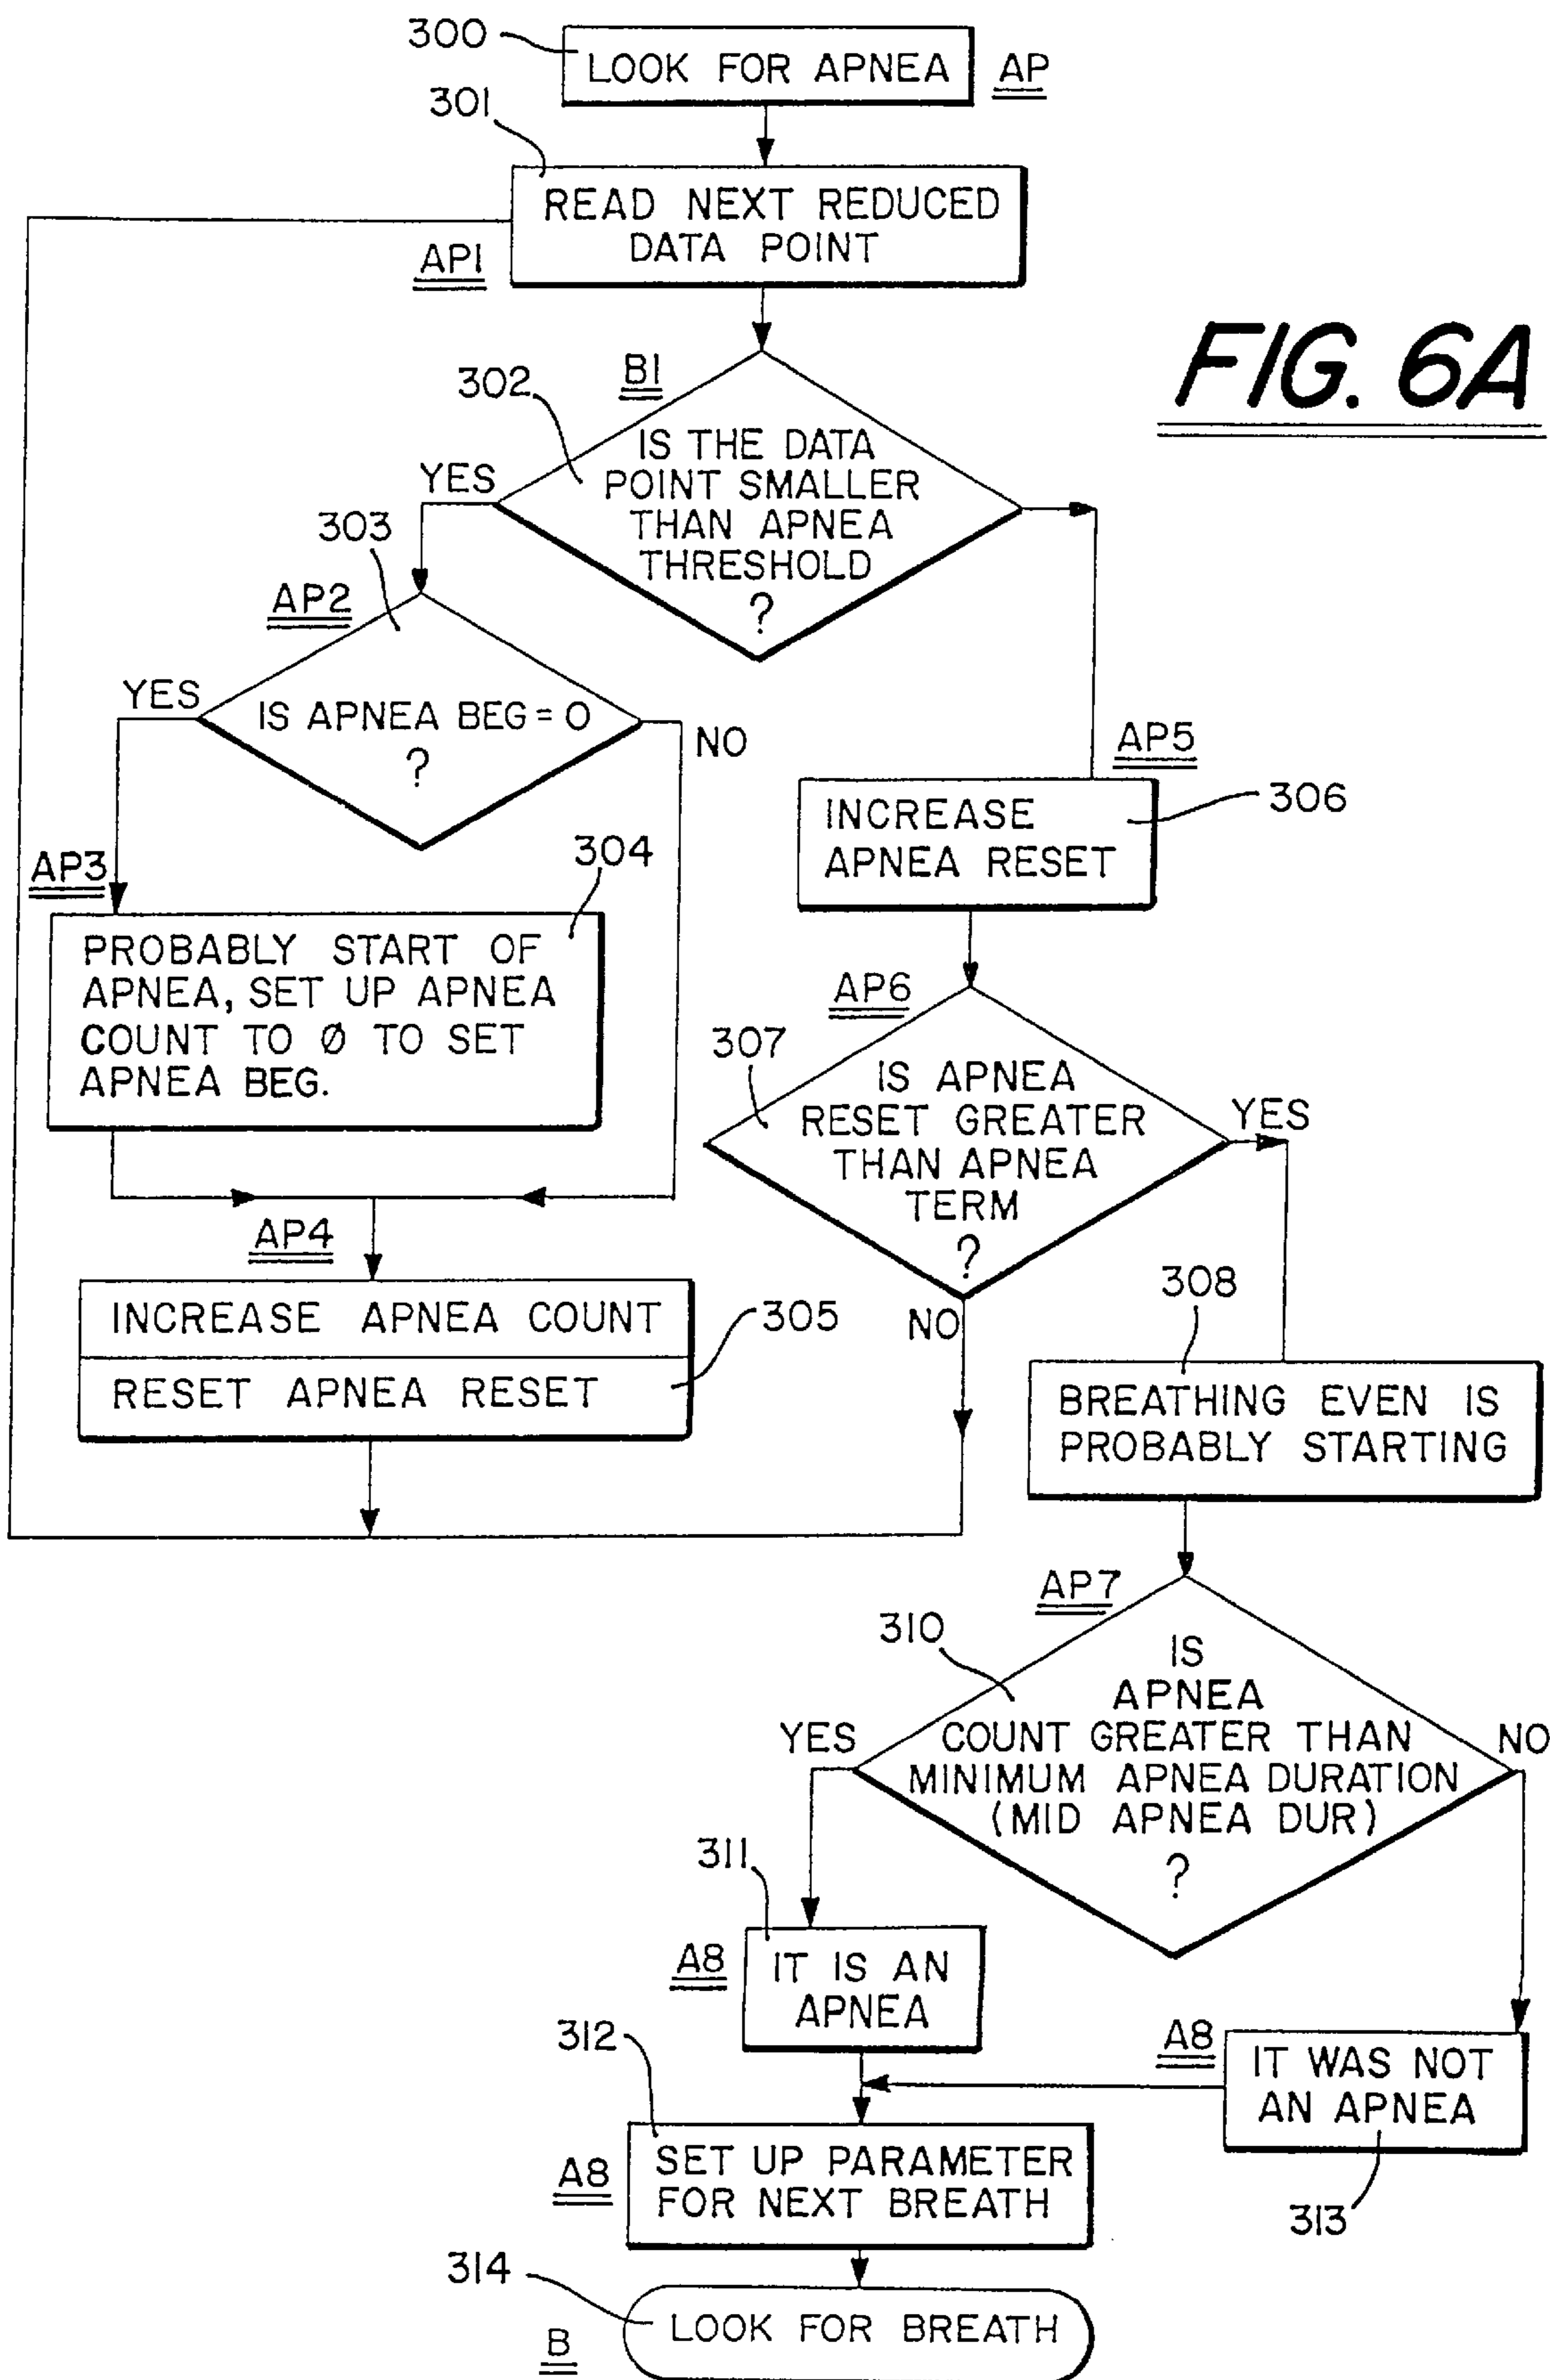 300
LOOK FOR APNEA
AP
301
READ NEXT REDUCED
DATA POINT
AP1
FIG. 6A
302
B1
IS THE DATA
POINT SMALLER
THAN APNEA
THRESHOLD
?
YES
303
AP2
IS APNEA BEG = 0
?
YES
NO
AP3
304
PROBABLY START OF
APNEA, SET UP APNEA
COUNT TO Ø TO SET
APNEA BEG.
AP5
INCREASE
APNEA RESET
306
AP6
307
IS APNEA
RESET GREATER
THAN APNEA
TERM
?
YES
NO
AP4
INCREASE APNEA COUNT
RESET APNEA RESET
305
308
BREATHING EVEN IS
PROBABLY STARTING
AP7
310
IS
APNEA
COUNT GREATER THAN
MINIMUM APNEA DURATION
(MID APNEA DUR)
?
YES
NO
311
A8
IT IS AN
APNEA
A8
IT WAS NOT
AN APNEA
313
312
A8
SET UP PARAMETER
FOR NEXT BREATH
314
LOOK FOR BREATH
B